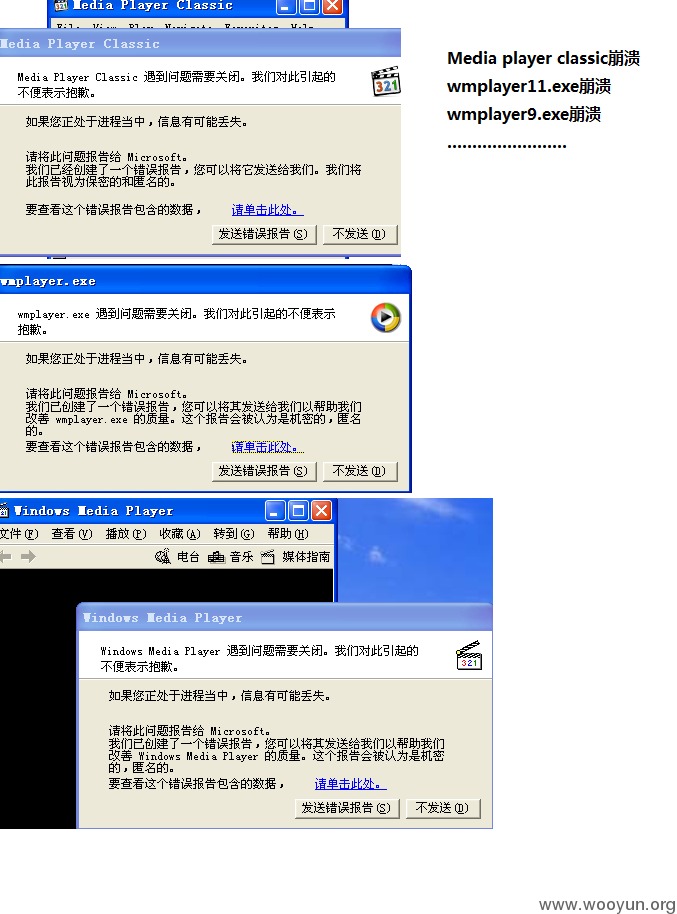 Media Player Classic
File View Play Navigate Favorites Help
Media Player Classic
Media Player Classic 遇到问题需要关闭。我们对此引起的
不便表示抱歉。
如果您正处于进程当中，信息有可能丢失。
请将此问题报告给 Microsoft。
我们已经创建了一个错误报告，您可以将它发送给我们。我们将
此报告视为保密的和匿名的。
要查看这个错误报告包含的数据， 请单击此处。
发送错误报告(S) 不发送(D)
Media player classic崩溃
wmplayer11.exe崩溃
wmplayer9.exe崩溃
........................
wmplayer.exe
wmplayer.exe 遇到问题需要关闭。我们对此引起的不便表示
抱歉。
如果您正处于进程当中，信息有可能丢失。
请将此问题报告给 Microsoft。
我们已创建了一个错误报告，您可以将其发送给我们以帮助我们
改善 wmplayer.exe 的质量。这个报告会被认为是机密的，匿名
的。
要查看这个错误报告包含的数据， 请单击此处。
发送错误报告(S) 不发送(D)
Windows Media Player
文件(F) 查看(V) 播放(P) 收藏(A) 转到(G) 帮助(H)
电台 音乐 媒体指南
Windows Media Player
Windows Media Player 遇到问题需要关闭。我们对此引起的
不便表示抱歉。
如果您正处于进程当中，信息有可能丢失。
请将此问题报告给 Microsoft。
我们已创建了一个错误报告，您可以将其发送给我们以帮助我们
改善 Windows Media Player 的质量。这个报告会被认为是机密
的，匿名的。
要查看这个错误报告包含的数据， 请单击此处。
发送错误报告(S) 不发送(D)
www.wooyun.org